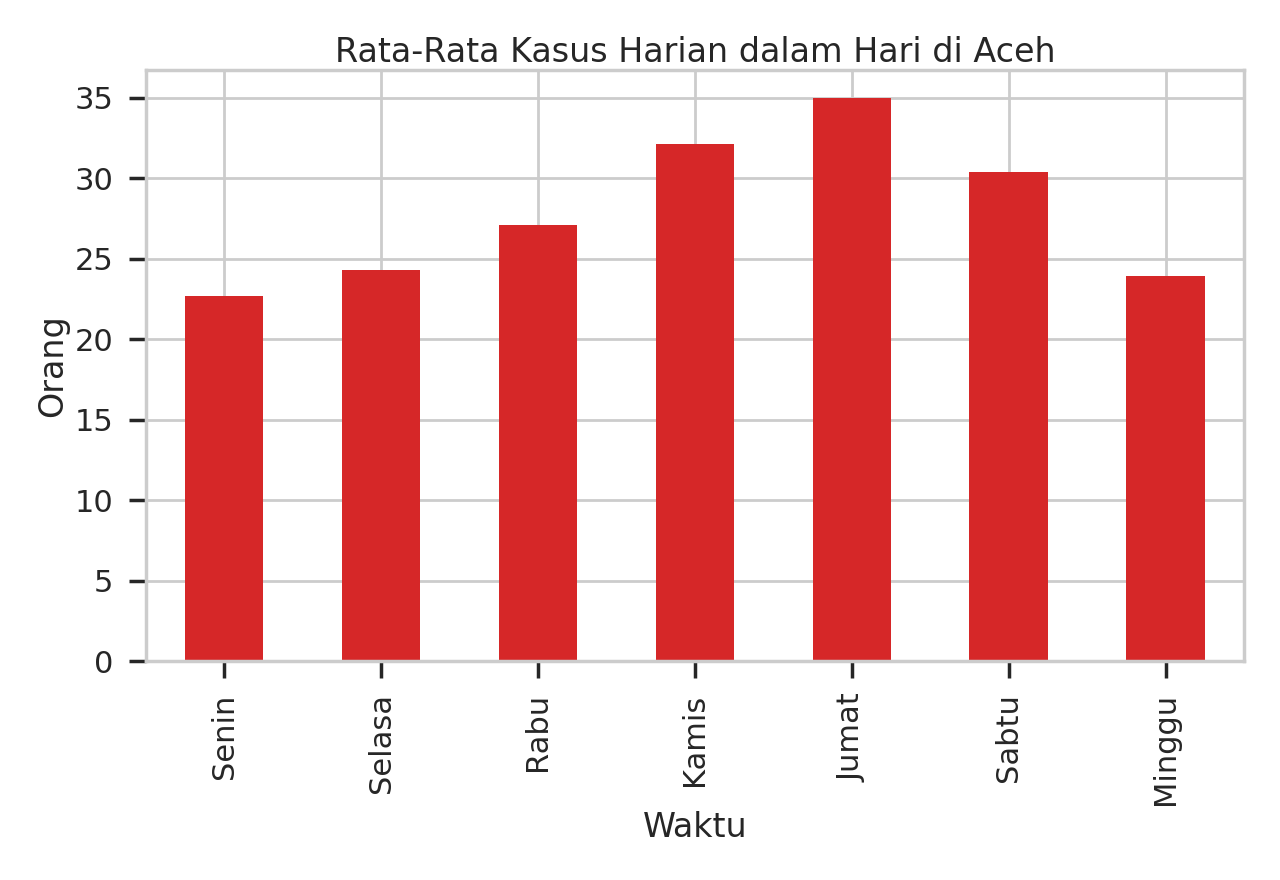 Rata-Rata Kasus Harian dalam Hari di Aceh
35
30
25
20
15
10
5
0
Orang
Senin
Selasa
Rabu
Kamis
Jumat
Sabtu
Minggu
Waktu